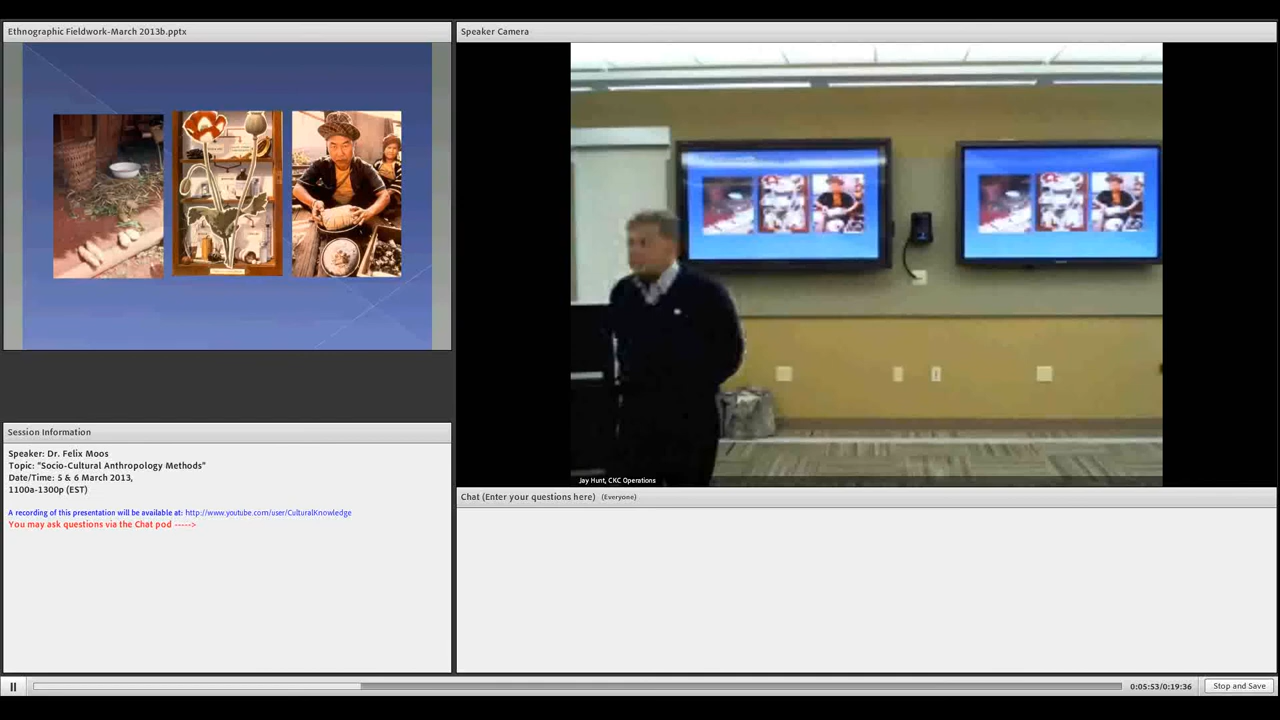 Ethnographic Fieldwork-March 2013b.pptx
Speaker Camera
Jay Hunt, CKC Operations
Session Information
Speaker: Dr. Felix Moos
Topic: "Socio-Cultural Anthropology Methods"
Date/Time: 5 & 6 March 2013,
1100a-1300p (EST)
A recording of this presentation will be available at: http://www.youtube.com/user/CulturalKnowledge
You may ask questions via the Chat pod ----->
Chat (Enter your questions here) (Everyone)
0:05:53/0:19:36
Stop and Save